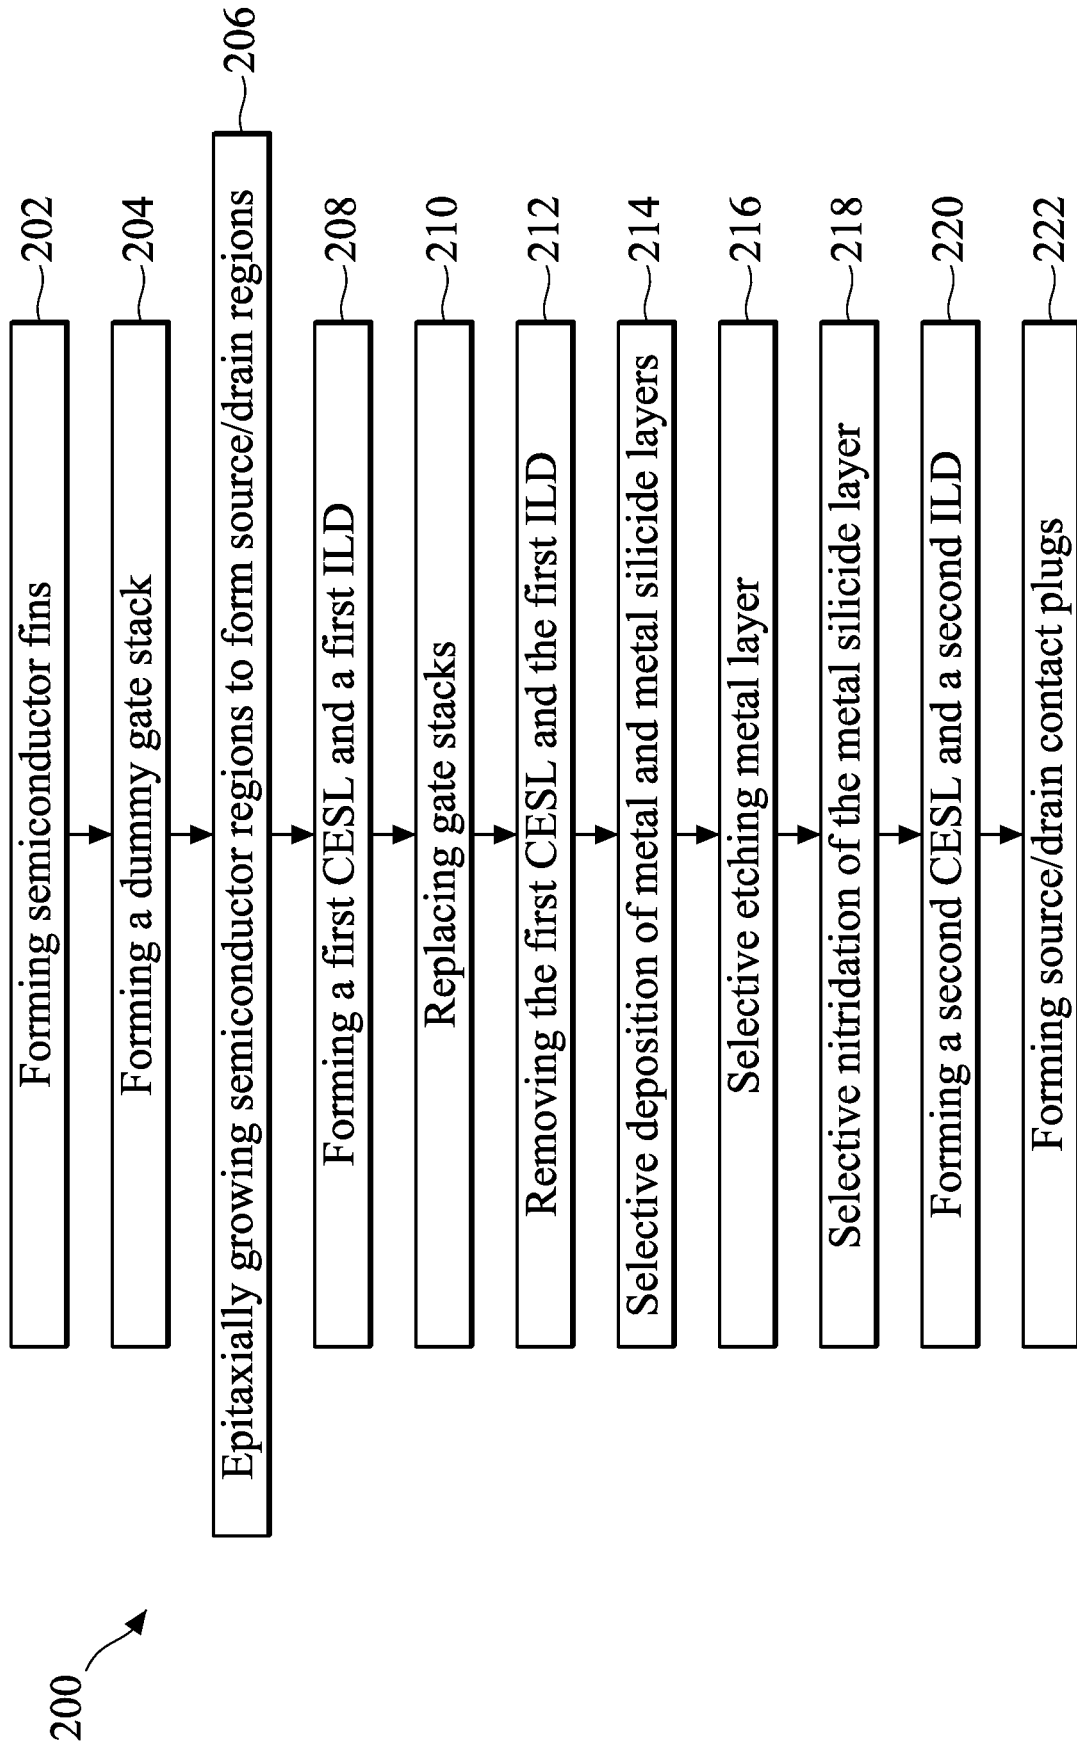 200
Forming semiconductor fins 202
Forming a dummy gate stack 204
Epitaxially growing semiconductor regions to form source/drain regions 206
Forming a first CESL and a first ILD 208
Replacing gate stacks 210
Removing the first CESL and the first ILD 212
Selective deposition of metal and metal silicide layers 214
Selective etching metal layer 216
Selective nitridation of the metal silicide layer 218
Forming a second CESL and a second ILD 220
Forming source/drain contact plugs 222